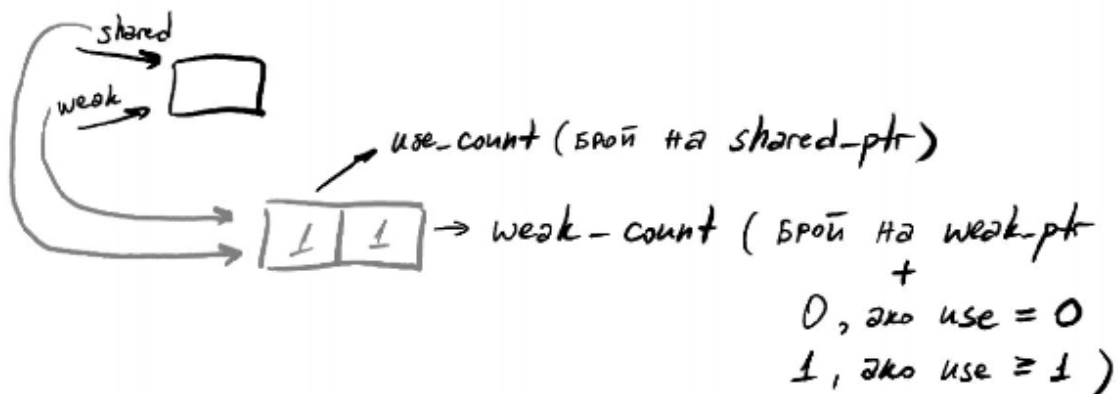 shared
weak
use_count (БРОЙ НА shared_ptr)
1 1 → weak_count (БРОЙ НА weak_ptr
+
0, ако use = 0
1, ако use ≥ 1)